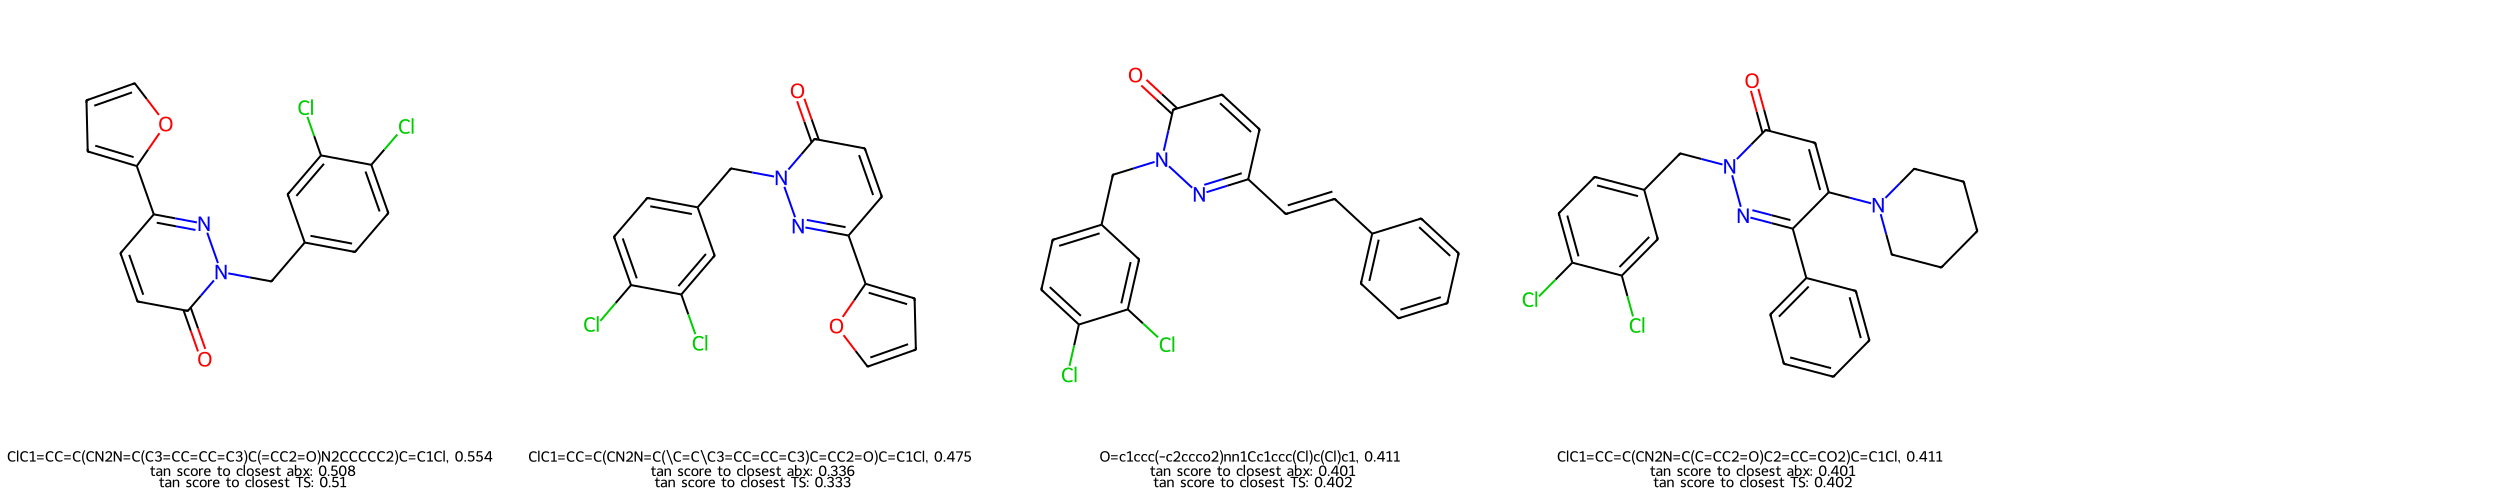 O
Cl
Cl
N
N
O
O
N
N
O
Cl
Cl
O
N
N
Cl
Cl
O
N
N
N
Cl
Cl
ClC1=CC=C(CN2N=C(C3=CC=CC=C3)C(=CC2=O)N2CCCCC2)C=C1Cl, 0.554
tan score to closest abx: 0.508
tan score to closest TS: 0.51
ClC1=CC=C(CN2N=C(\C=C\C3=CC=CC=C3)C=CC2=O)C=C1Cl, 0.475
tan score to closest abx: 0.336
tan score to closest TS: 0.333
O=c1ccc(-c2ccco2)nn1Cc1ccc(Cl)c(Cl)c1, 0.411
tan score to closest abx: 0.401
tan score to closest TS: 0.402
ClC1=CC=C(CN2N=C(C=CC2=O)C2=CC=CO2)C=C1Cl, 0.411
tan score to closest abx: 0.401
tan score to closest TS: 0.402